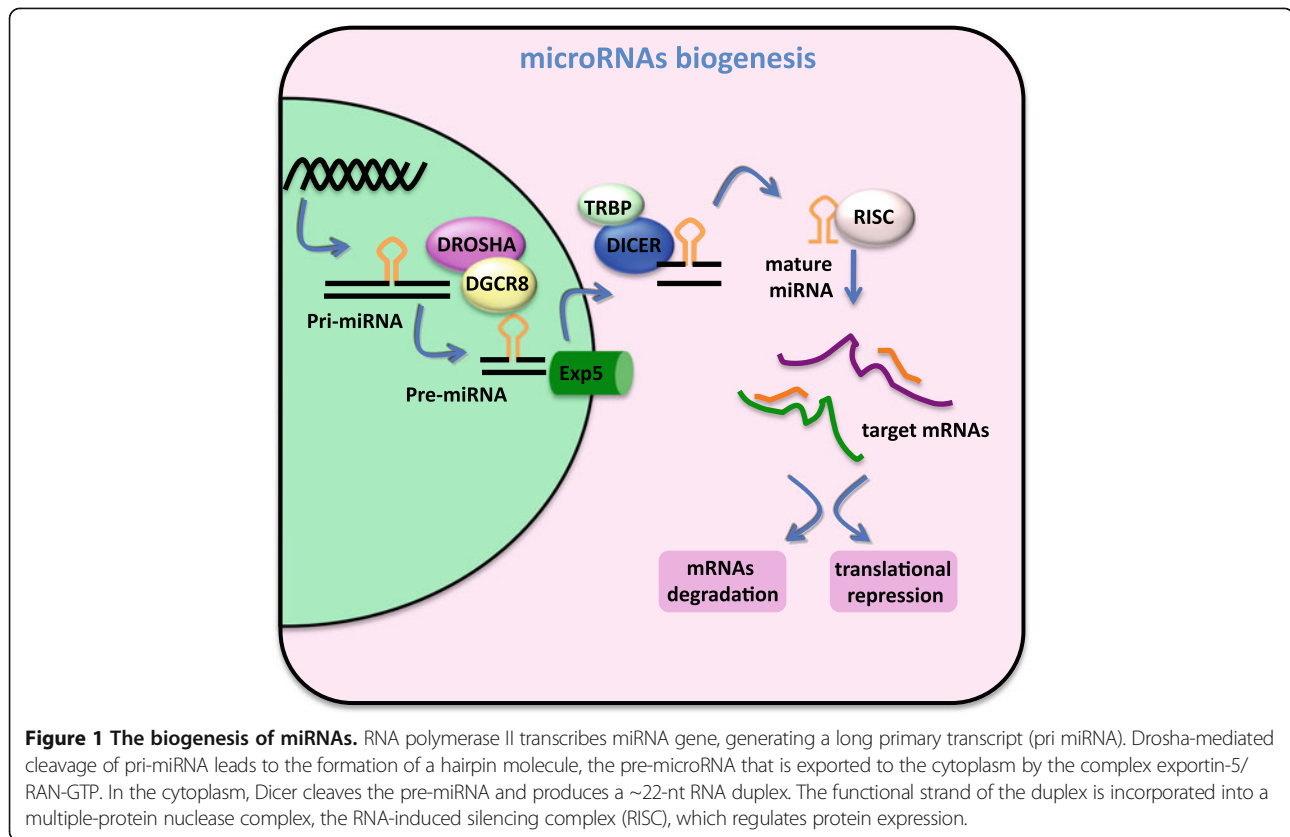 microRNAs biogenesis
TRBP
DICER
RISC
DROSHA
DGCR8
mature
miRNA
Pri-miRNA
Exp5
Pre-miRNA
target mRNAs
mRNAs
degradation
translational
repression
Figure 1 The biogenesis of miRNAs. RNA polymerase II transcribes miRNA gene, generating a long primary transcript (pri miRNA). Drosha-mediated
cleavage of pri-miRNA leads to the formation of a hairpin molecule, the pre-microRNA that is exported to the cytoplasm by the complex exportin-5/
RAN-GTP. In the cytoplasm, Dicer cleaves the pre-miRNA and produces a ~22-nt RNA duplex. The functional strand of the duplex is incorporated into a
multiple-protein nuclease complex, the RNA-induced silencing complex (RISC), which regulates protein expression.